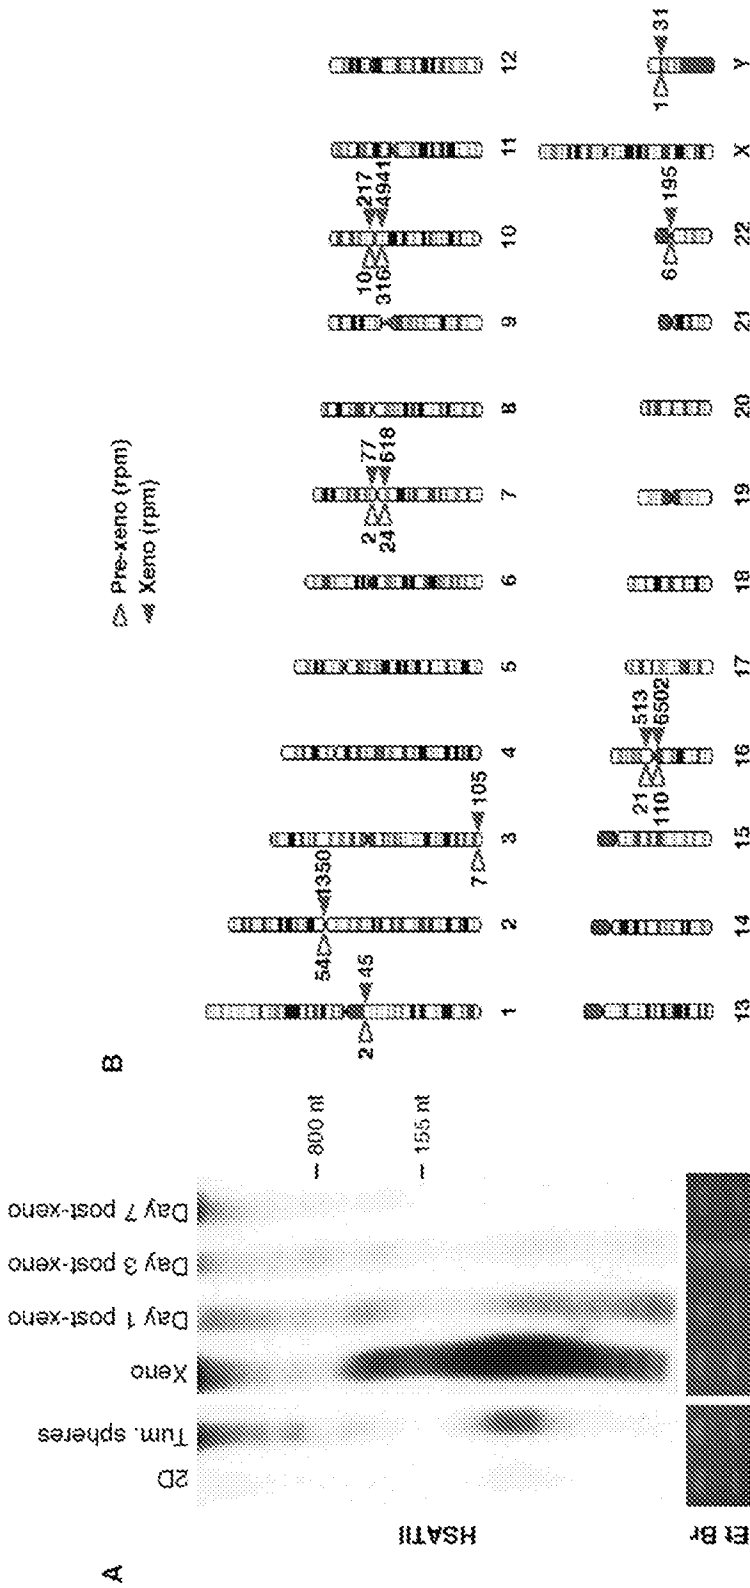 A
2D
Tum. spheres
Xeno
Day 1 post-xeno
Day 3 post-xeno
Day 7 post-xeno
HSATII
– 800 nt
– 155 nt
Et Br
B
Pre-xeno (rpm)
Xeno (rpm)
2 45
54 1350
7 105
2 77
24 618
10 217
316 4941
1 2 3 4 5 6 7 8 9 10 11 12
21 513
110 6502
6 195
1 31
13 14 15 16 17 18 19 20 21 22 X Y